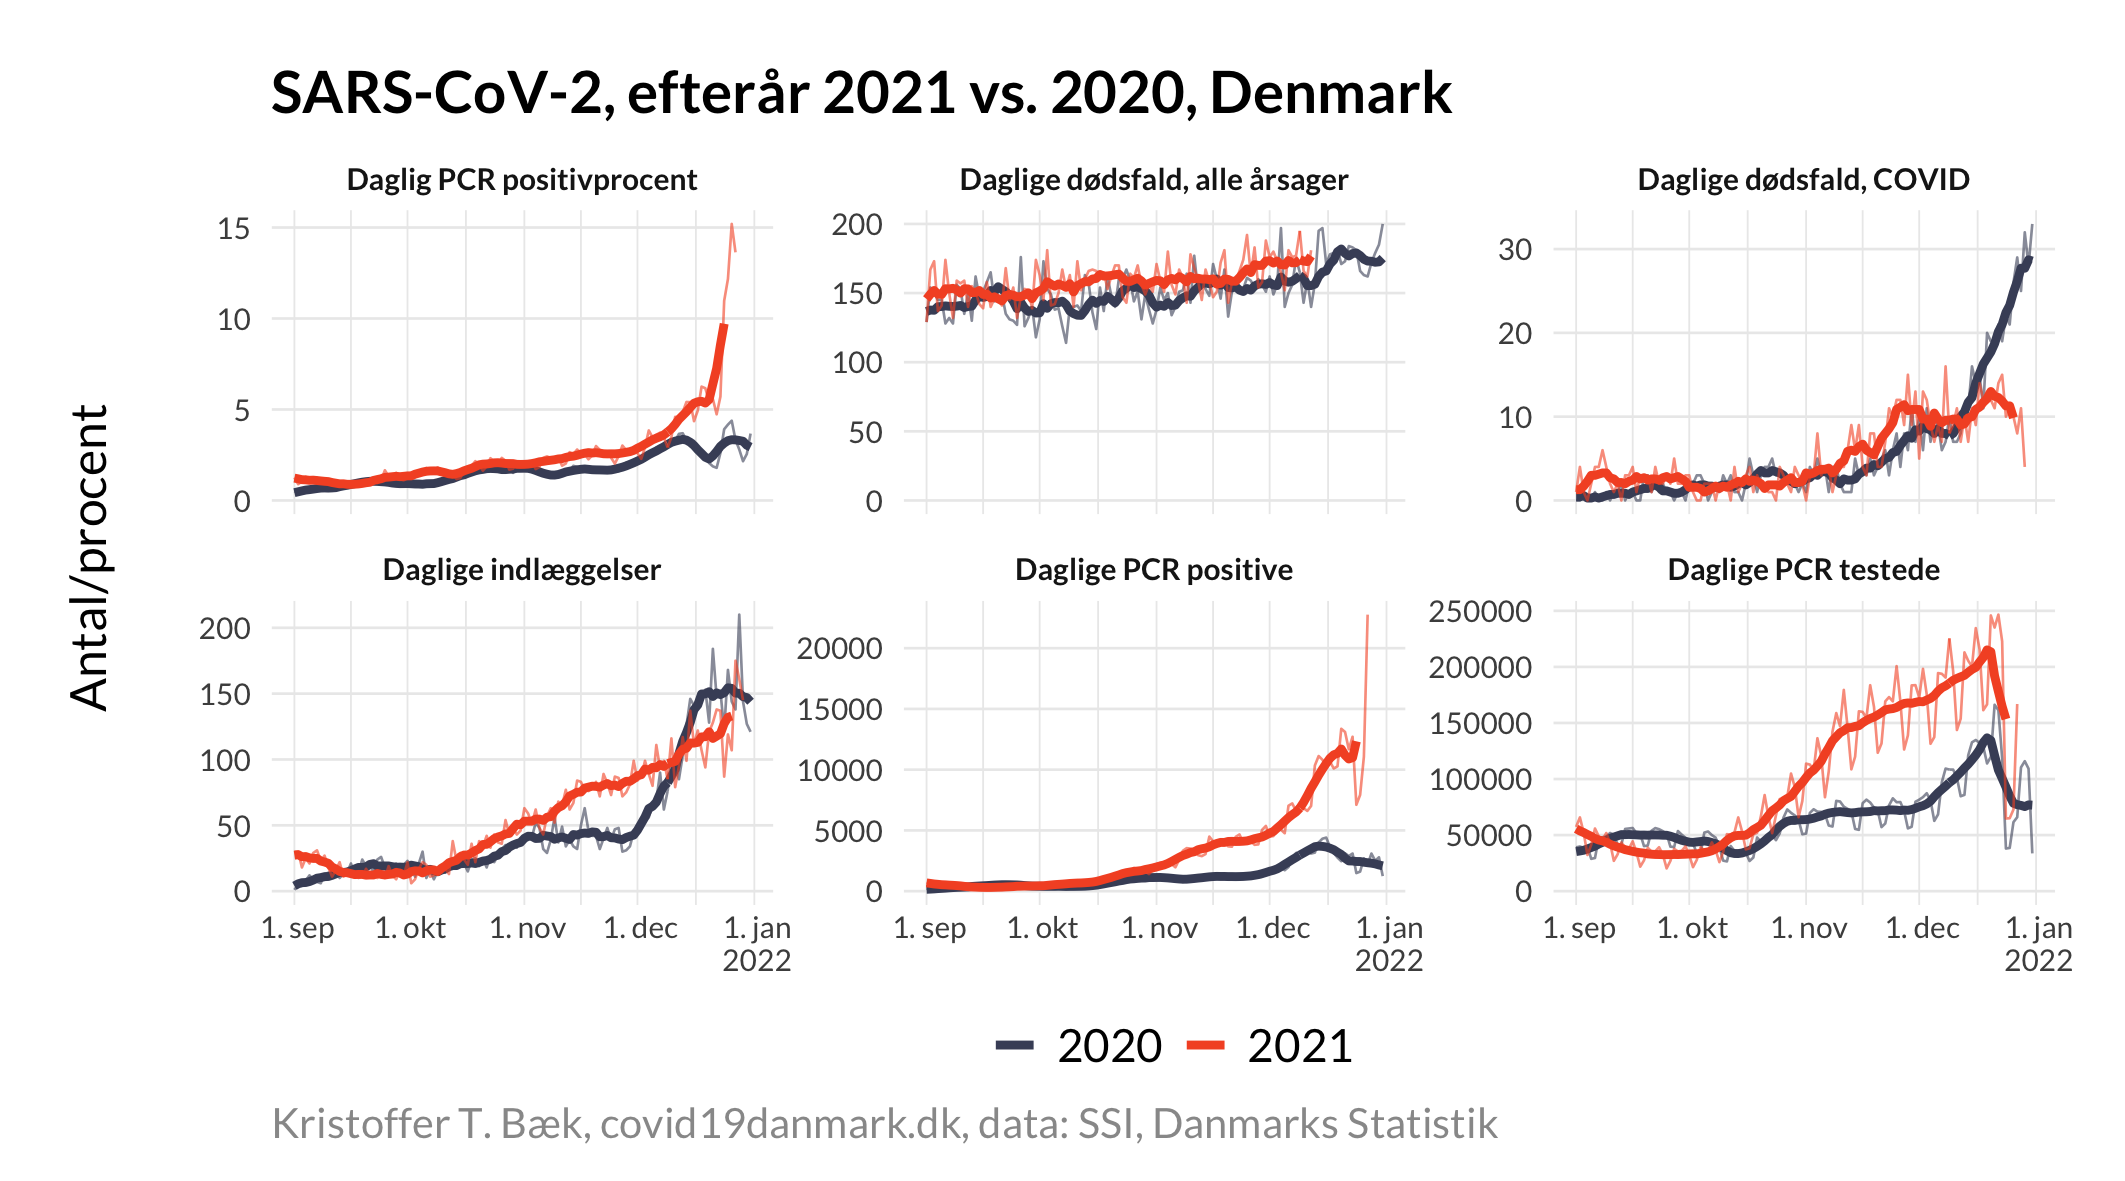 SARS-CoV-2, efterår 2021 vs. 2020, Denmark
Antal/procent
Daglig PCR positivprocent
15
10
5
0
Daglige dødsfald, alle årsager
200
150
100
50
0
Daglige dødsfald, COVID
30
20
10
0
Daglige indlæggelser
200
150
100
50
0
1. sep 1. okt 1. nov 1. dec 1. jan
2022
Daglige PCR positive
20000
15000
10000
5000
0
1. sep 1. okt 1. nov 1. dec 1. jan
2022
Daglige PCR testede
250000
200000
150000
100000
50000
0
1. sep 1. okt 1. nov 1. dec 1. jan
2022
2020 2021
Kristoffer T. Bæk, covid19danmark.dk, data: SSI, Danmarks Statistik